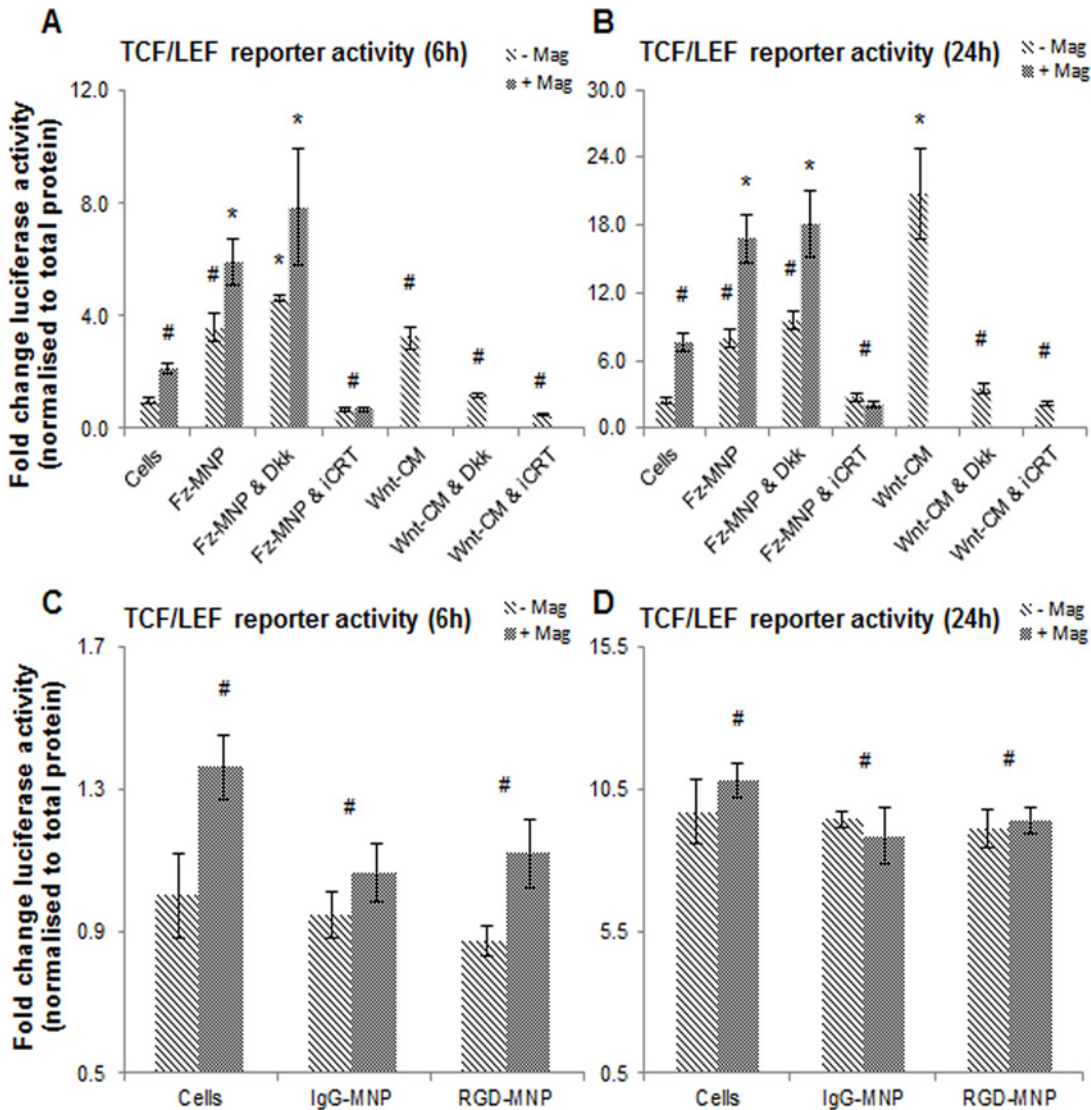 A
TCF/LEF reporter activity (6h)
- Mag
+ Mag
Fold change luciferase activity
(normalised to total protein)
12.0
8.0
4.0
0.0
#
#
*
*
*
#
#
#
#
Cells
Fz-MNP
Fz-MNP & Dkk
Fz-MNP & iCRT
Wnt-CM
Wnt-CM & Dkk
Wnt-CM & iCRT
B
TCF/LEF reporter activity (24h)
- Mag
+ Mag
30.0
24.0
18.0
12.0
6.0
0.0
#
#
*
#
*
#
*
#
#
Cells
Fz-MNP
Fz-MNP & Dkk
Fz-MNP & iCRT
Wnt-CM
Wnt-CM & Dkk
Wnt-CM & iCRT
C
TCF/LEF reporter activity (6h)
- Mag
+ Mag
Fold change luciferase activity
(normalised to total protein)
1.7
1.3
0.9
0.5
#
#
#
Cells
IgG-MNP
RGD-MNP
D
TCF/LEF reporter activity (24h)
- Mag
+ Mag
15.5
10.5
5.5
0.5
#
#
#
Cells
IgG-MNP
RGD-MNP